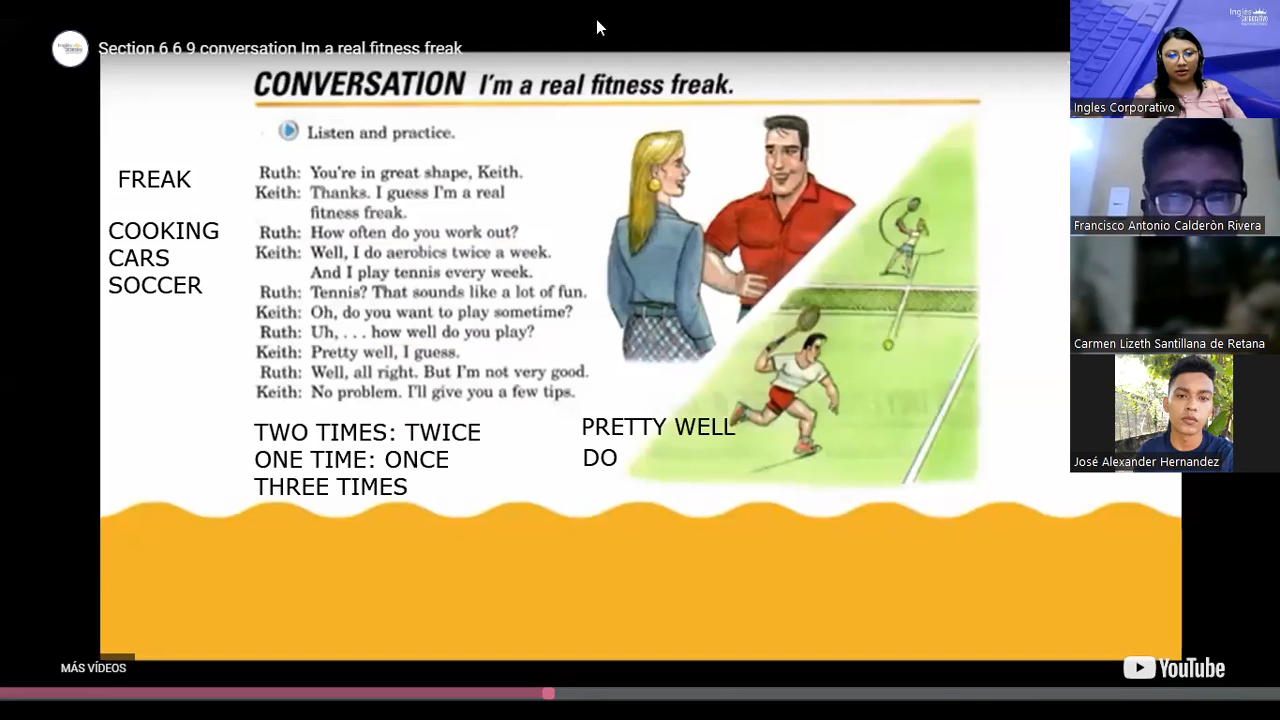 Section 6 6 9 conversation Im a real fitness freak
CONVERSATION I'm a real fitness freak.
Listen and practice.
Ruth: You're in great shape, Keith.
Keith: Thanks. I guess I'm a real
fitness freak.
Ruth: How often do you work out?
Keith: Well, I do aerobics twice a week.
And I play tennis every week.
Ruth: Tennis? That sounds like a lot of fun.
Keith: Oh, do you want to play sometime?
Ruth: Uh, . . . how well do you play?
Keith: Pretty well, I guess.
Ruth: Well, all right. But I'm not very good.
Keith: No problem. I'll give you a few tips.
FREAK
COOKING
CARS
SOCCER
TWO TIMES: TWICE
ONE TIME: ONCE
THREE TIMES
PRETTY WELL
DO
Ingles Corporativo
Francisco Antonio Calderòn Rivera
Carmen Lizeth Santillana de Retana
José Alexander Hernandez
MÁS VÍDEOS
YouTube